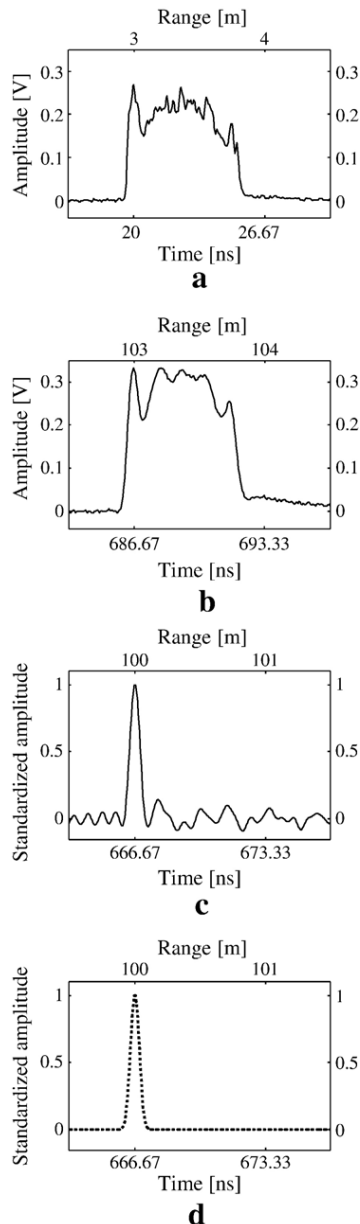 Range [m]
3 4
Amplitude [V]
0.3 0.3
0.2 0.2
0.1 0.1
0 0
20 26.67
Time [ns]
a
Range [m]
103 104
Amplitude [V]
0.3 0.3
0.2 0.2
0.1 0.1
0 0
686.67 693.33
Time [ns]
b
Range [m]
100 101
Standardized amplitude
1 1
0.5 0.5
0 0
666.67 673.33
Time [ns]
c
Range [m]
100 101
Standardized amplitude
1 1
0.5 0.5
0 0
666.67 673.33
Time [ns]
d